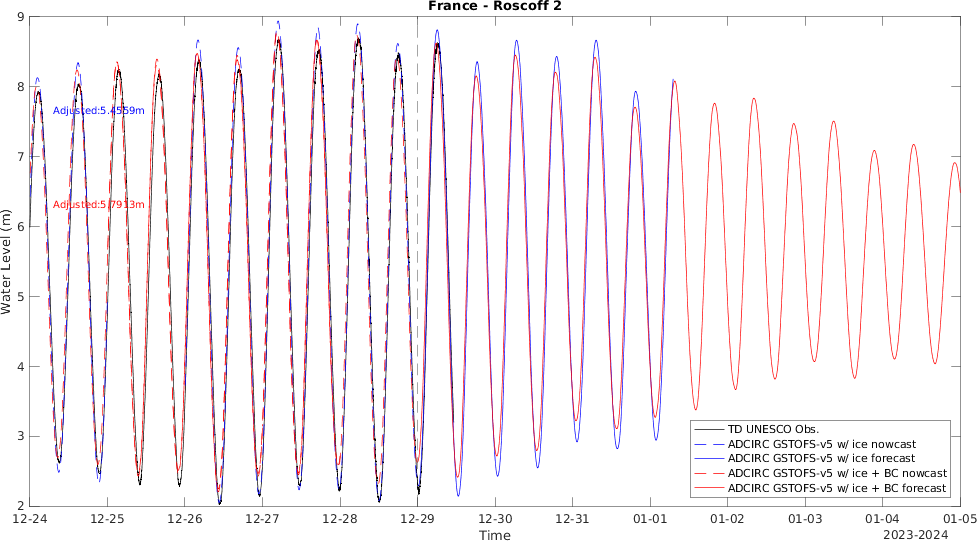 France - Roscoff 2
9
8
7
6
5
4
3
2
Water Level (m)
Adjusted:5.4559m
Adjusted:5.7913m
TD UNESCO Obs.
ADCIRC GSTOFS-v5 w/ ice nowcast
ADCIRC GSTOFS-v5 w/ ice forecast
ADCIRC GSTOFS-v5 w/ ice + BC nowcast
ADCIRC GSTOFS-v5 w/ ice + BC forecast
12-24 12-25 12-26 12-27 12-28 12-29 12-30 12-31 01-01 01-02 01-03 01-04 01-05
Time
2023-2024